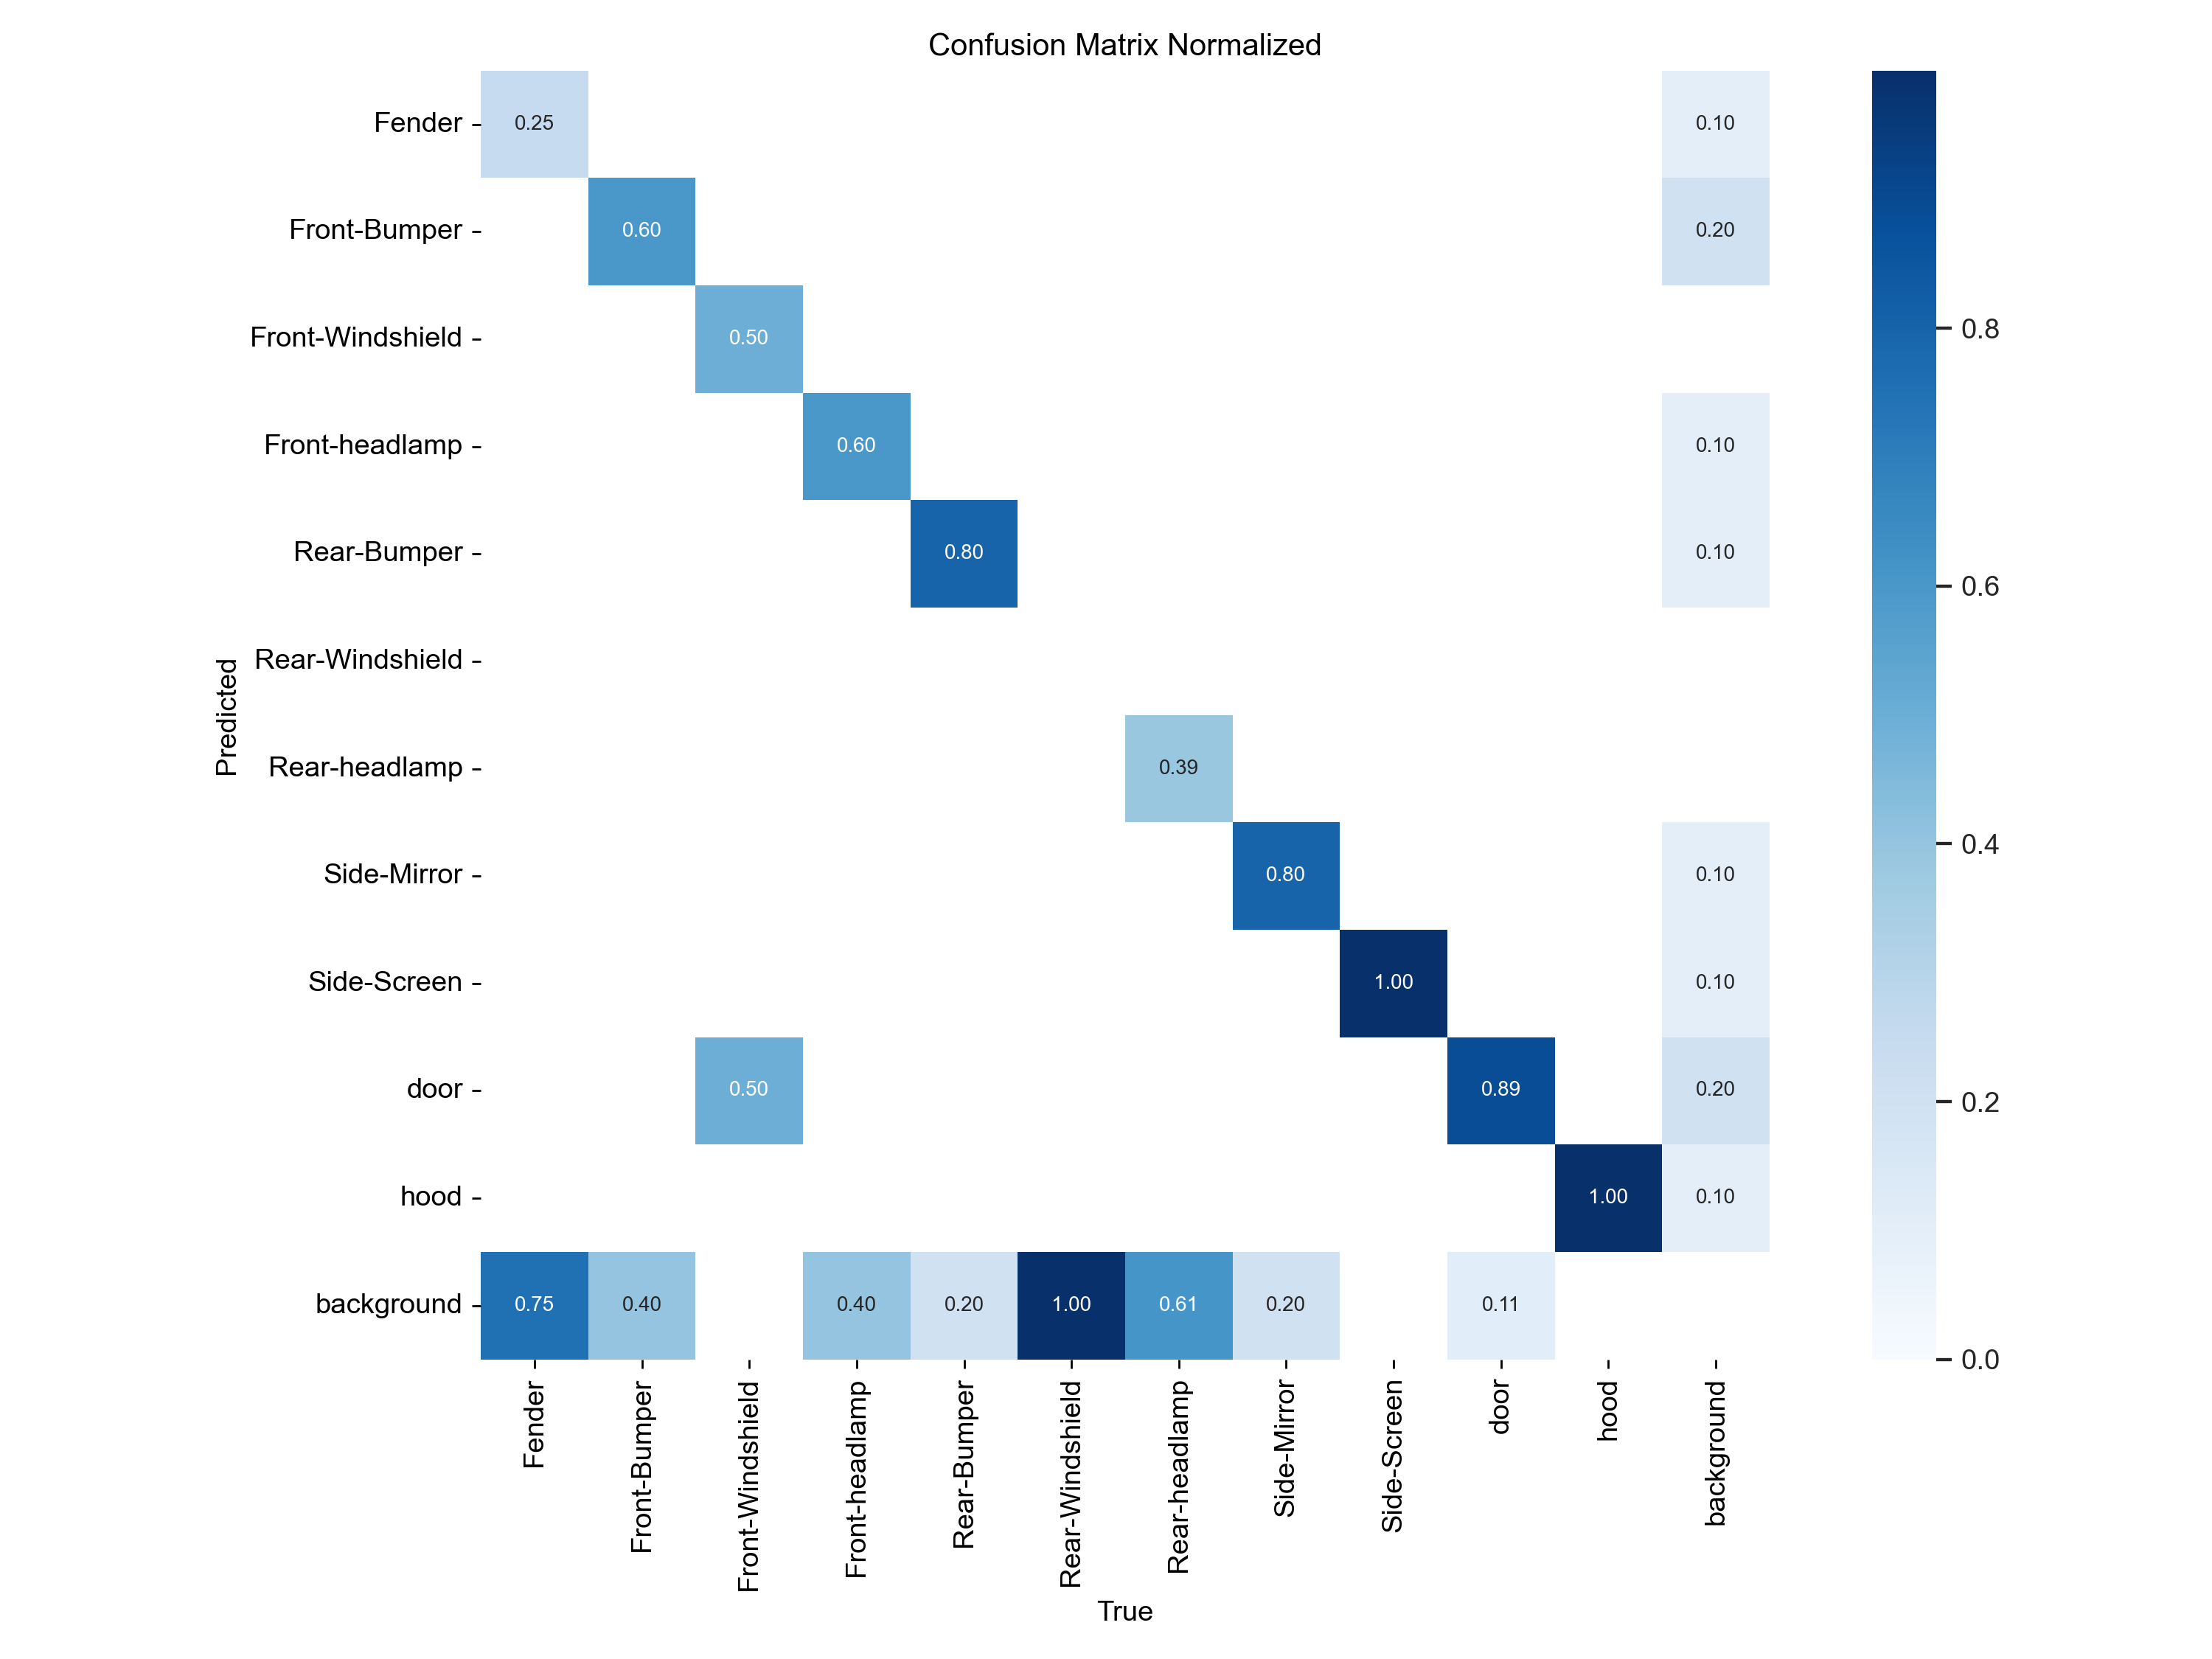 Confusion Matrix Normalized
Fender
0.25
0.10
Front-Bumper
0.60
0.20
0.8
Front-Windshield
0.50
Front-headlamp
0.60
0.10
Rear-Bumper
0.80
0.10
0.6
Predicted
Rear-Windshield
Rear-headlamp
0.39
0.4
Side-Mirror
0.80
0.10
Side-Screen
1.00
0.10
door
0.50
0.89
0.20
0.2
hood
1.00
0.10
background
0.75
0.40
0.40
0.20
1.00
0.61
0.20
0.11
0.0
Fender
Front-Bumper
Front-Windshield
Front-headlamp
Rear-Bumper
Rear-Windshield
Rear-headlamp
Side-Mirror
Side-Screen
door
hood
background
True